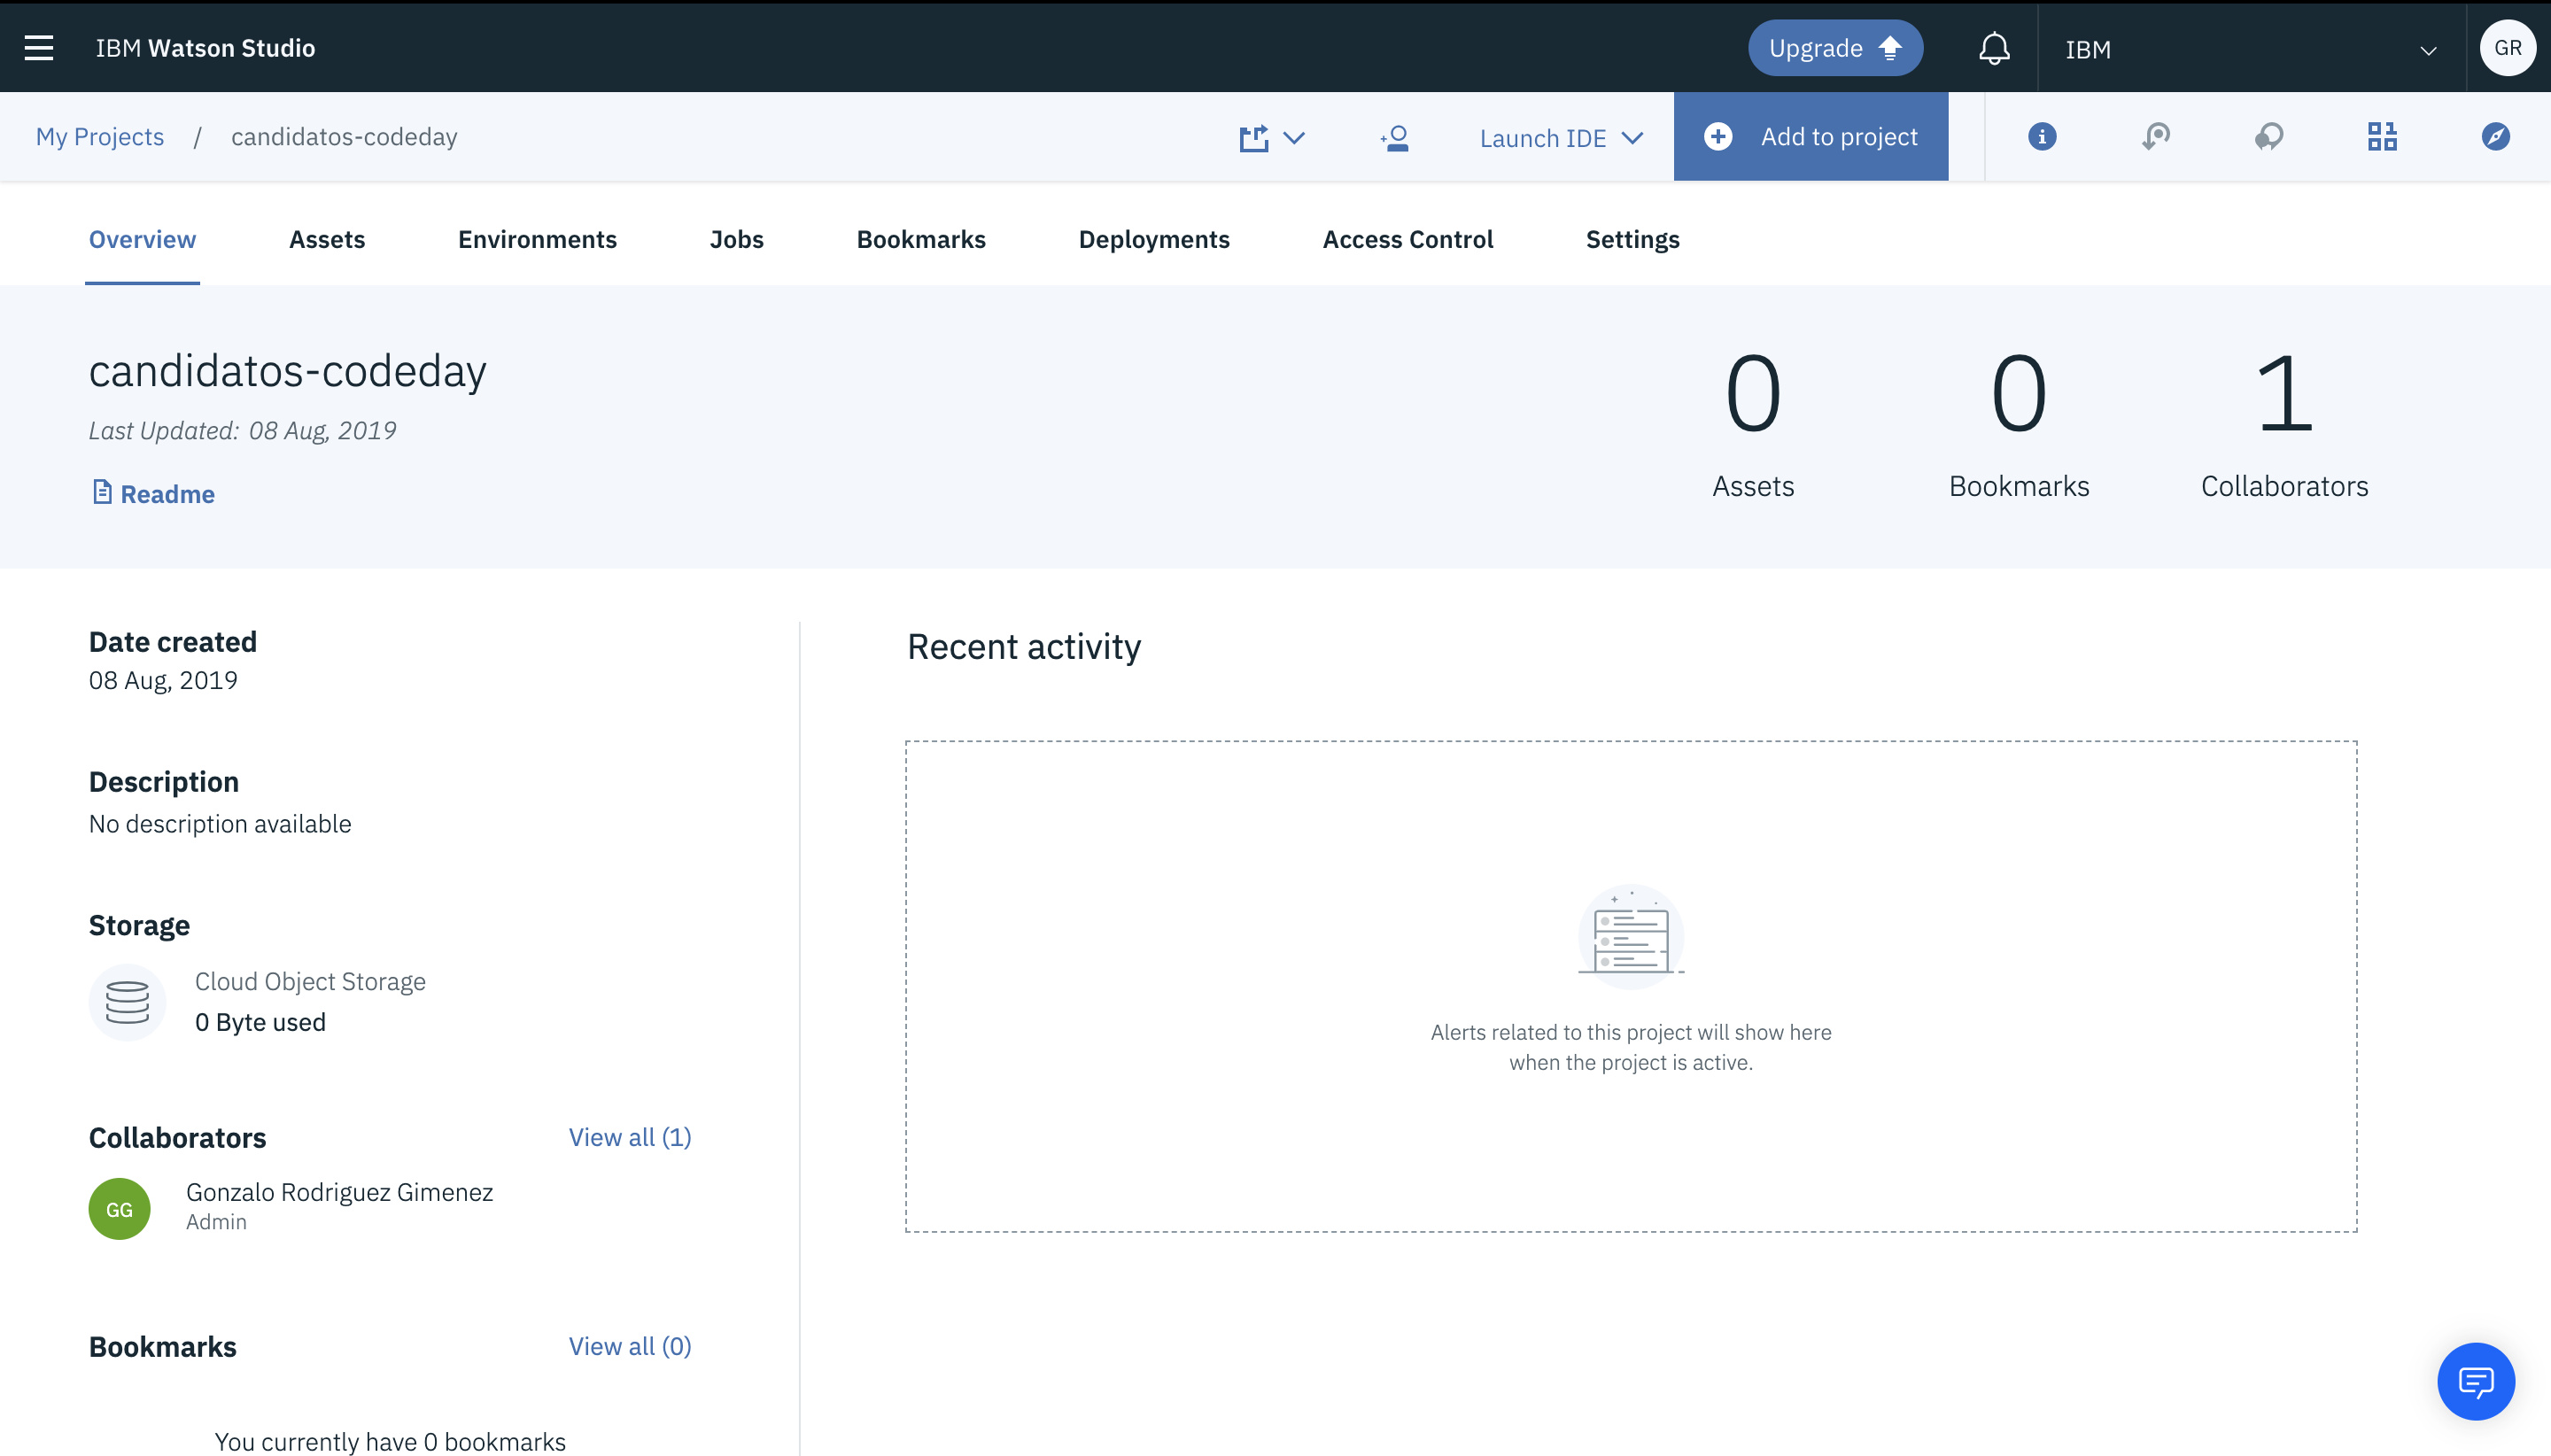 IBM Watson Studio
Upgrade
IBM
GR
My Projects / candidatos-codeday
Launch IDE
Add to project
Overview
Assets
Environments
Jobs
Bookmarks
Deployments
Access Control
Settings
candidatos-codeday
Last Updated: 08 Aug, 2019
Readme
0
Assets
0
Bookmarks
1
Collaborators
Date created
08 Aug, 2019
Description
No description available
Storage
Cloud Object Storage
0 Byte used
Collaborators
View all (1)
GG
Gonzalo Rodriguez Gimenez
Admin
Bookmarks
View all (0)
You currently have 0 bookmarks
Recent activity
Alerts related to this project will show here
when the project is active.